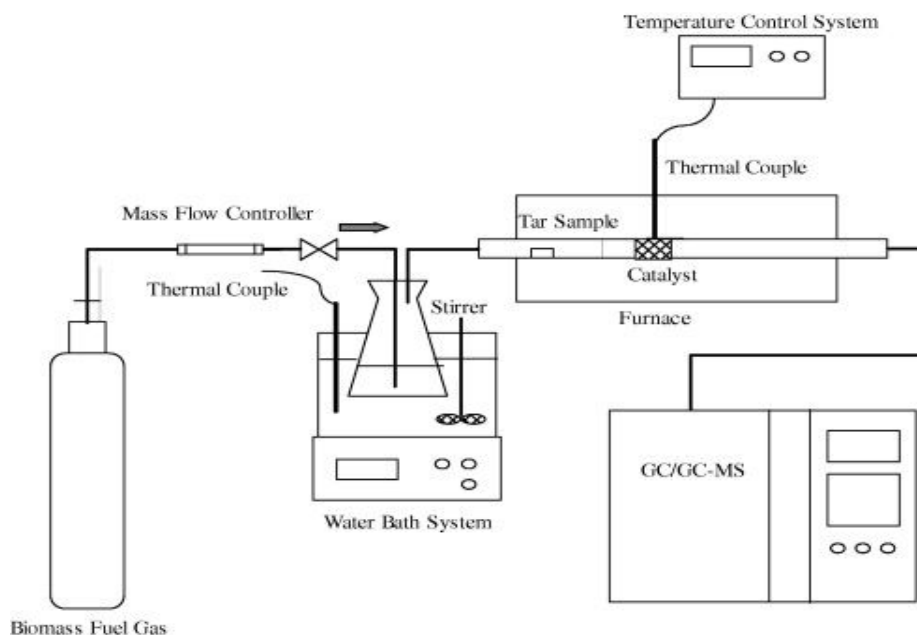 Temperature Control System
Thermal Couple
Mass Flow Controller
Tar Sample
Thermal Couple
Catalyst
Stirrer
Furnace
GC/GC-MS
Water Bath System
Biomass Fuel Gas